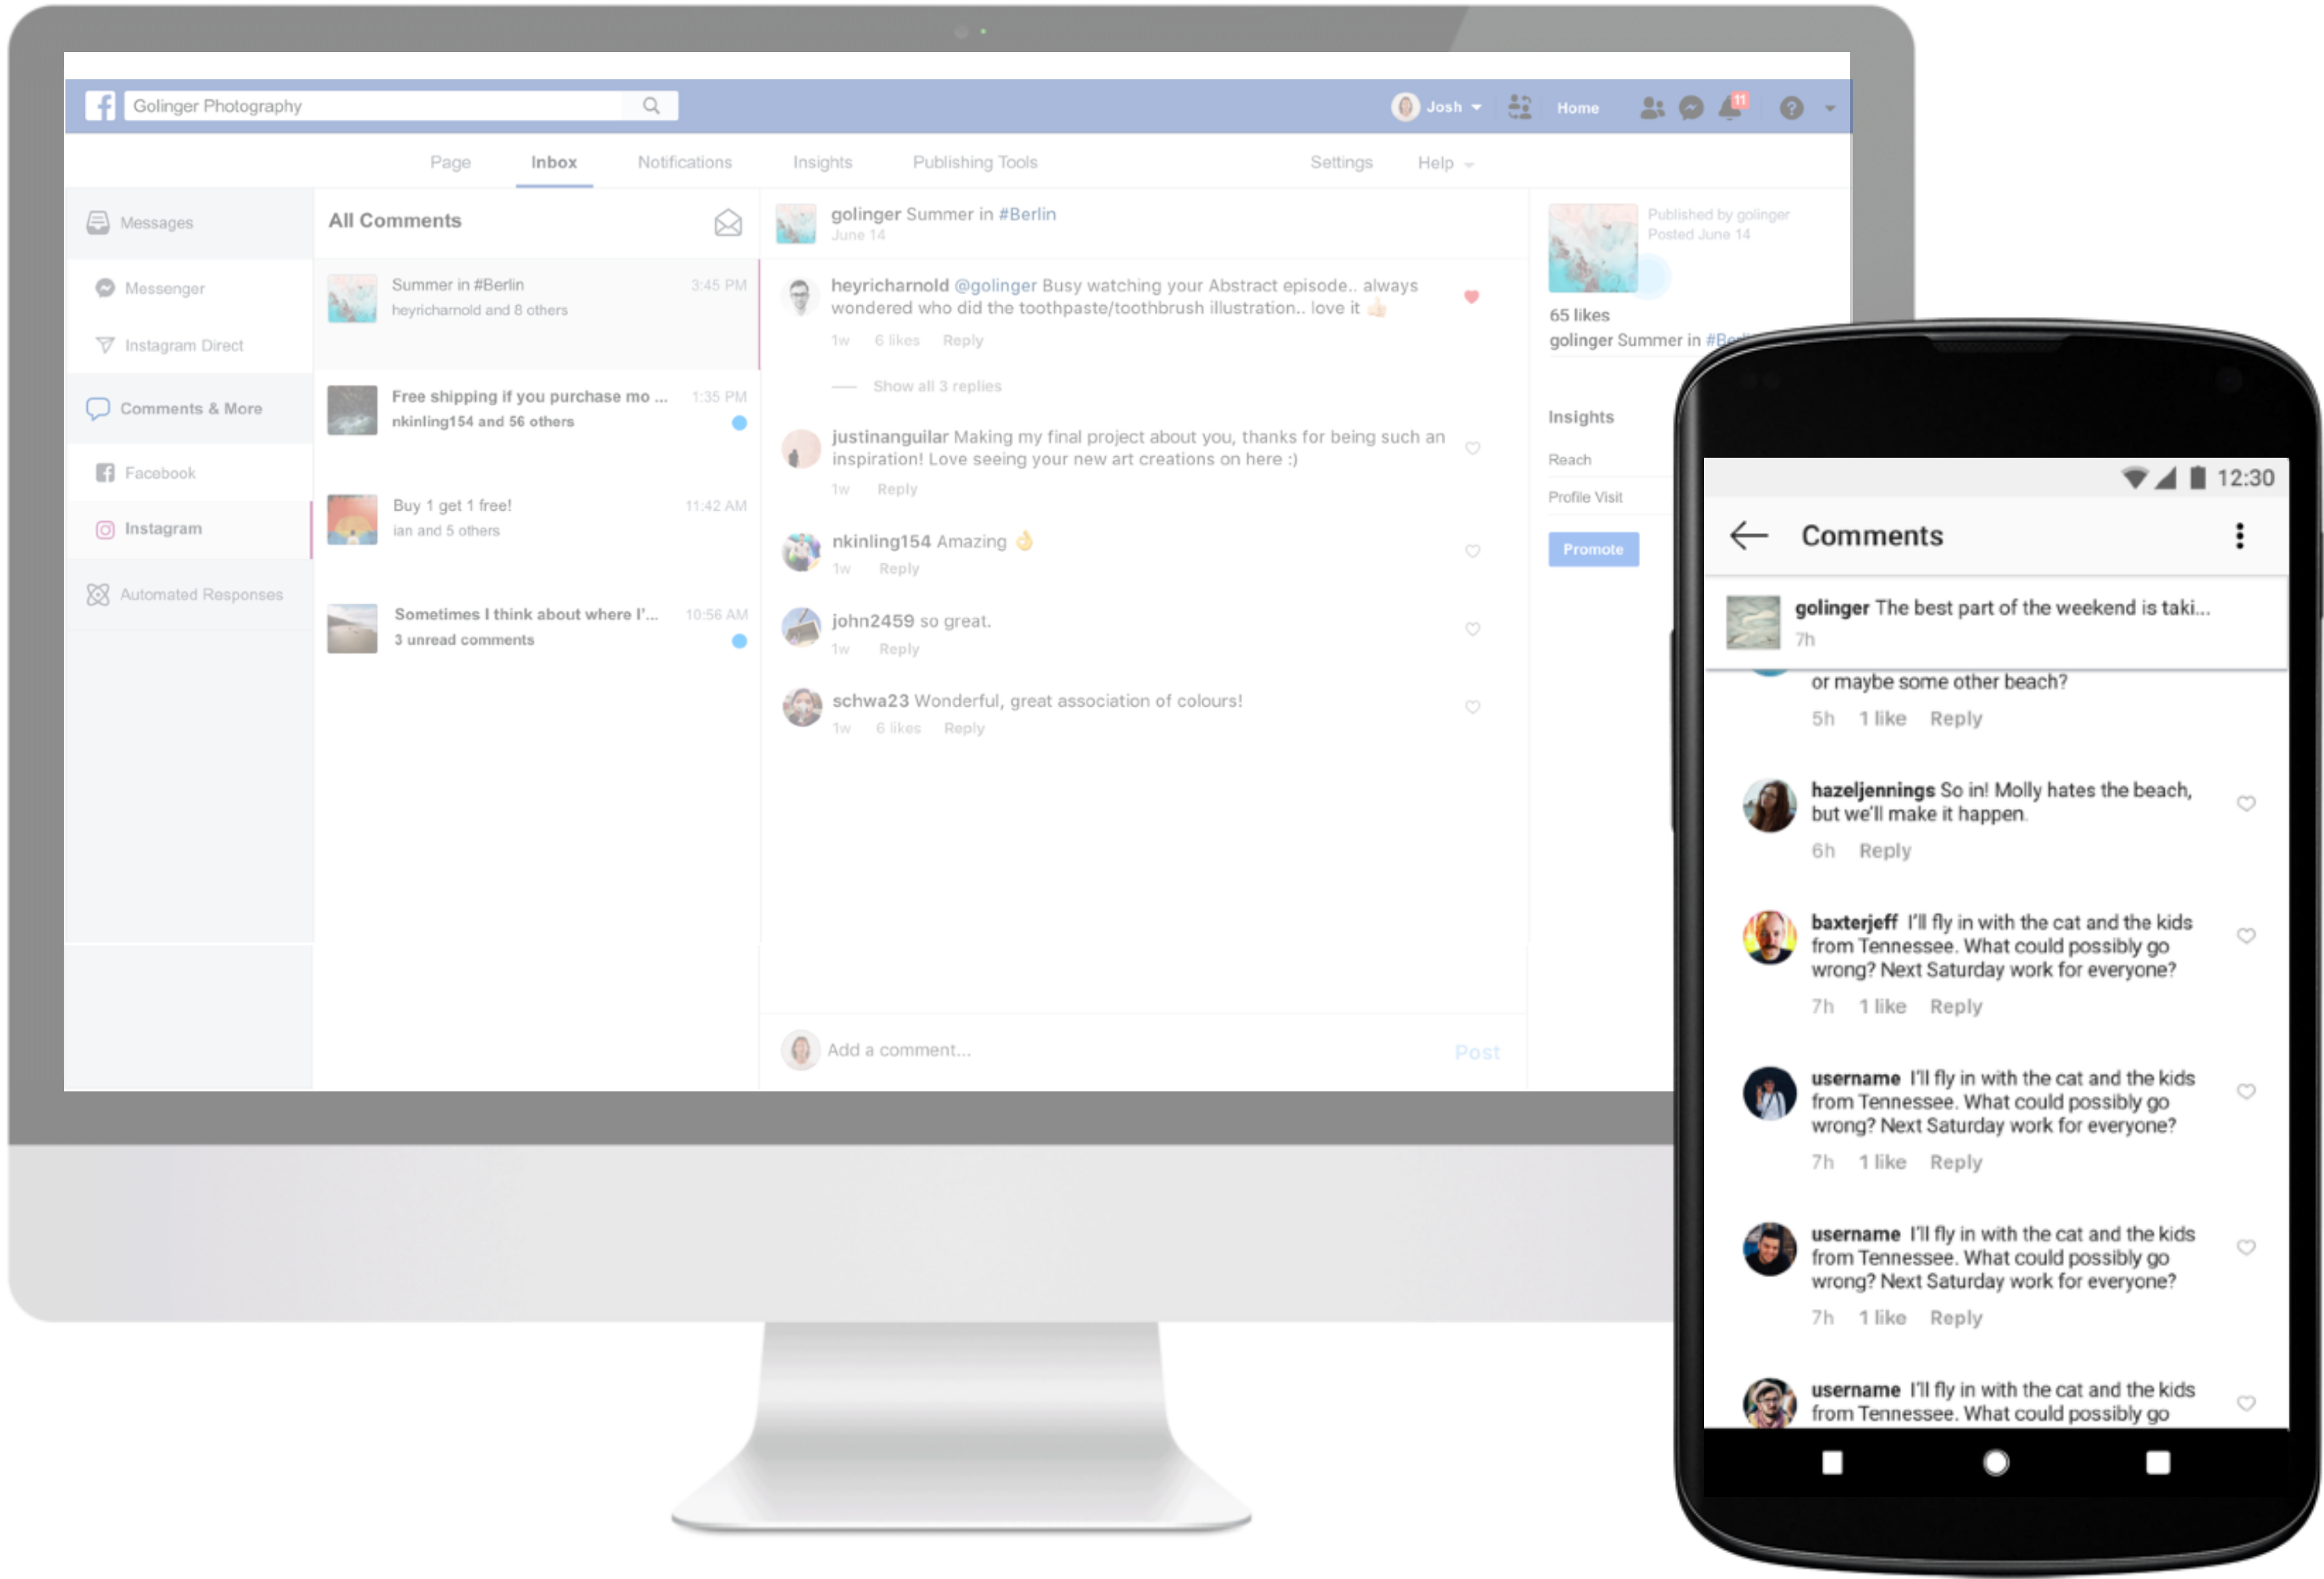 Golinger Photography
Josh
Home
11
Page
Inbox
Notifications
Insights
Publishing Tools
Settings
Help
Messages
Messenger
Instagram Direct
Comments & More
Facebook
Instagram
Automated Responses
All Comments
Summer in #Berlin
3:45 PM
heyricharnold and 8 others
Free shipping if you purchase mo ...
1:35 PM
nkinling154 and 56 others
Buy 1 get 1 free!
11:42 AM
ian and 5 others
Sometimes I think about where I'...
10:56 AM
3 unread comments
golinger Summer in #Berlin
June 14
heyricharnold @golinger Busy watching your Abstract episode.. always
wondered who did the toothpaste/toothbrush illustration.. love it 👍
1w 6 likes Reply
Show all 3 replies
justinanguilar Making my final project about you, thanks for being such an
inspiration! Love seeing your new art creations on here :)
1w Reply
nkinling154 Amazing 👌
1w Reply
john2459 so great.
1w Reply
schwa23 Wonderful, great association of colours!
1w 6 likes Reply
Add a comment...
Post
Published by golinger
Posted June 14
65 likes
golinger Summer in
Insights
Reach
Profile Visit
Promote
12:30
Comments
golinger The best part of the weekend is taki...
7h
or maybe some other beach?
5h 1 like Reply
hazeljennings So in! Molly hates the beach,
but we'll make it happen.
6h Reply
baxterjeff I'll fly in with the cat and the kids
from Tennessee. What could possibly go
wrong? Next Saturday work for everyone?
7h 1 like Reply
username I'll fly in with the cat and the kids
from Tennessee. What could possibly go
wrong? Next Saturday work for everyone?
7h 1 like Reply
username I'll fly in with the cat and the kids
from Tennessee. What could possibly go
wrong? Next Saturday work for everyone?
7h 1 like Reply
username I'll fly in with the cat and the kids
from Tennessee. What could possibly go